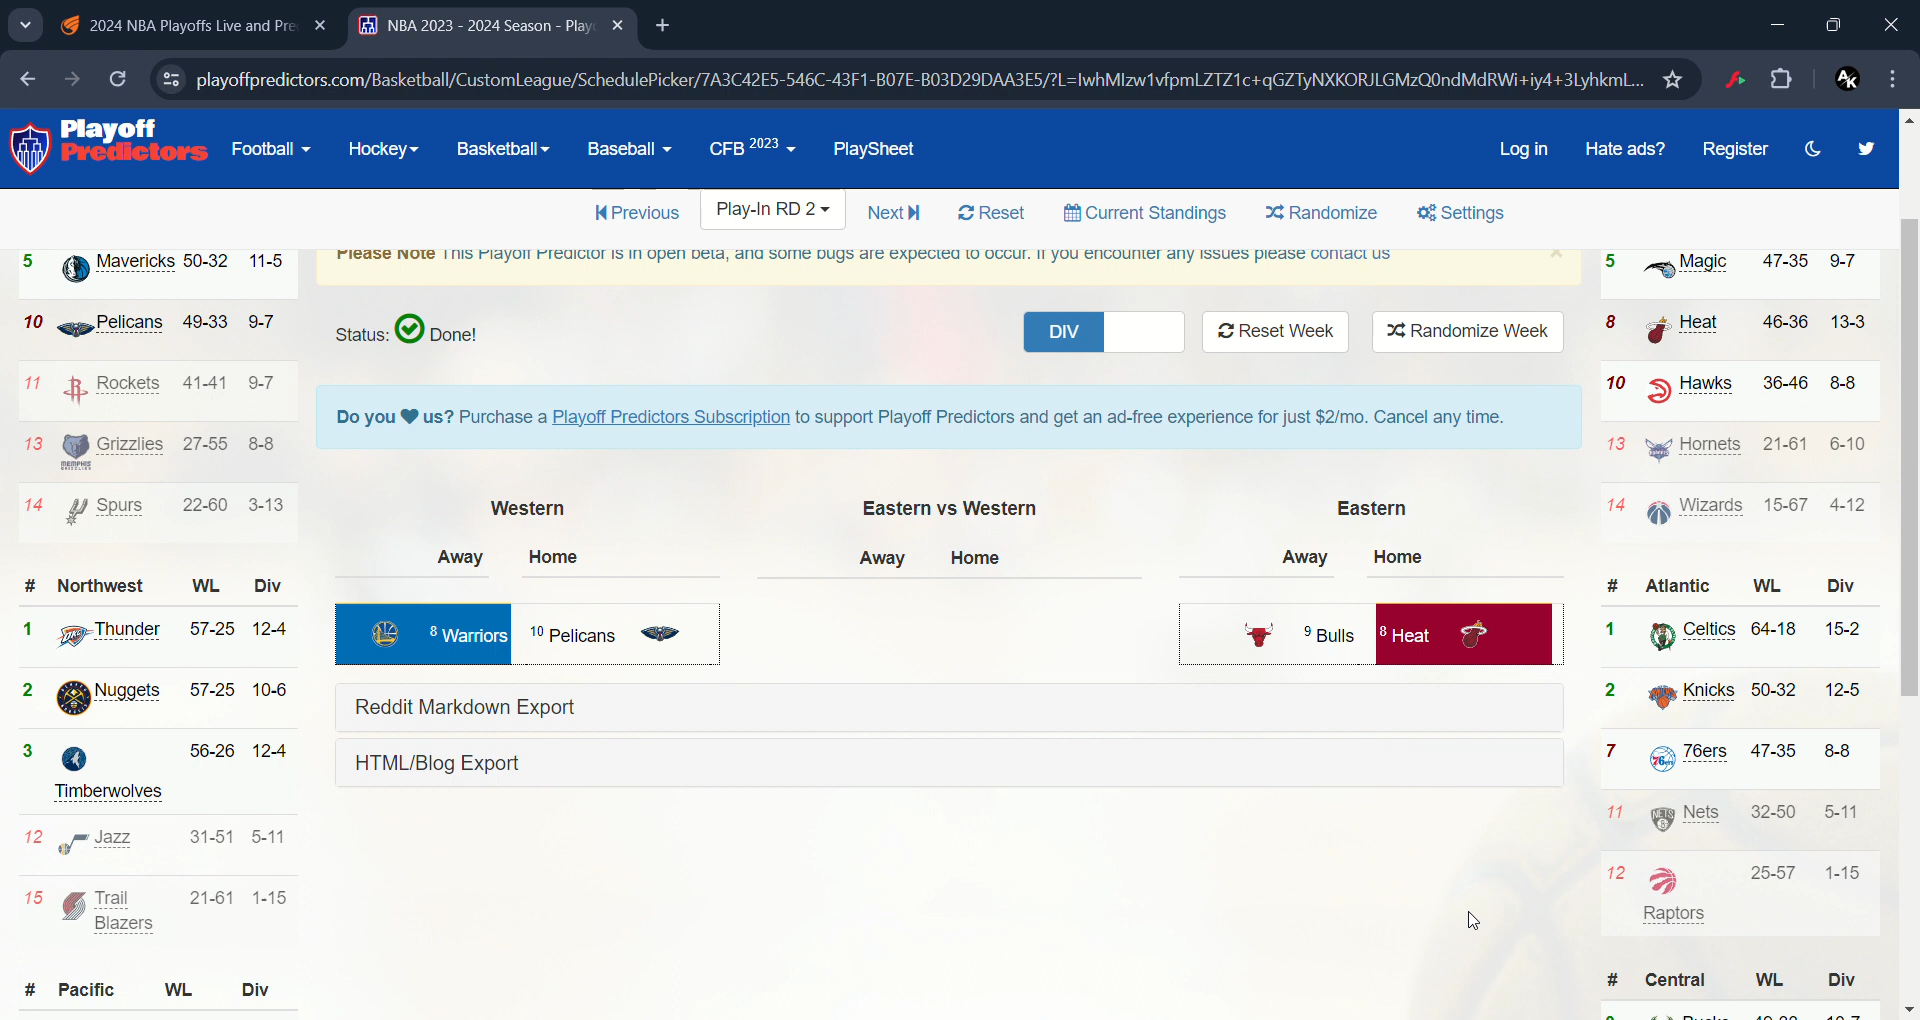 2024 NBA Playoffs Live and Pre
NBA 2023 - 2024 Season - Play
playoffpredictors.com/Basketball/CustomLeague/SchedulePicker/7A3C42E5-546C-43F1-B07E-B03D29DAA3E5/?L=IwhMIzw1vfpmLZTZ1c+qGZTyNXKORJLGMzQ0ndMdRWi+iy4+3LyhkmL...
AK
Playoff
Predictors
Football Hockey Basketball Baseball CFB 2023 PlaySheet Log in Hate ads? Register
Previous Play-In RD 2 Next Reset Current Standings Randomize Settings
5 Mavericks 50-32 11-5
10 Pelicans 49-33 9-7
11 Rockets 41-41 9-7
13 Grizzlies 27-55 8-8
MEMPHIS
GRIZZLIES
14 Spurs 22-60 3-13
# Northwest WL Div
1 Thunder 57-25 12-4
2 Nuggets 57-25 10-6
3 56-26 12-4
Timberwolves
12 Jazz 31-51 5-11
15 Trail 21-61 1-15
Blazers
# Pacific WL Div
Please Note This Playoff Predictor is in open beta, and some bugs are expected to occur. If you encounter any issues please contact us
Status: Done!
DIV Reset Week Randomize Week
Do you us? Purchase a Playoff Predictors Subscription to support Playoff Predictors and get an ad-free experience for just $2/mo. Cancel any time.
Western Eastern vs Western Eastern
Away Home Away Home Away Home
8 Warriors 10 Pelicans 9 Bulls 8 Heat
Reddit Markdown Export
HTML/Blog Export
5 Magic 47-35 9-7
8 Heat 46-36 13-3
10 Hawks 36-46 8-8
13 Hornets 21-61 6-10
14 Wizards 15-67 4-12
# Atlantic WL Div
1 Celtics 64-18 15-2
2 Knicks 50-32 12-5
7 76ers 47-35 8-8
11 Nets 32-50 5-11
12 25-57 1-15
Raptors
# Central WL Div